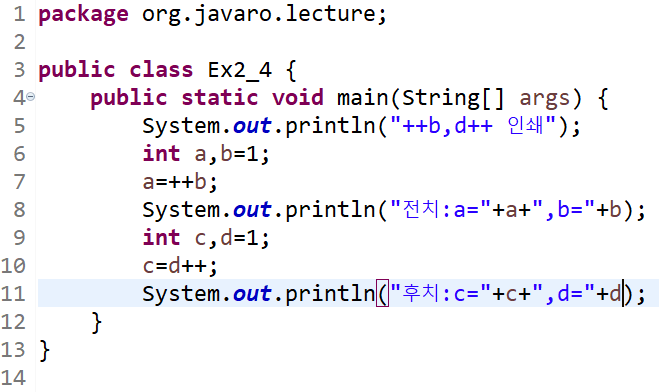 1 package org.javaro.lecture;
2
3 public class Ex2_4 {
4     public static void main(String[] args) {
5         System.out.println("++b,d++ 인쇄");
6         int a,b=1;
7         a=++b;
8         System.out.println("전치:a="+a+",b="+b);
9         int c,d=1;
10         c=d++;
11         System.out.println("후치:c="+c+",d="+d);
12     }
13 }
14